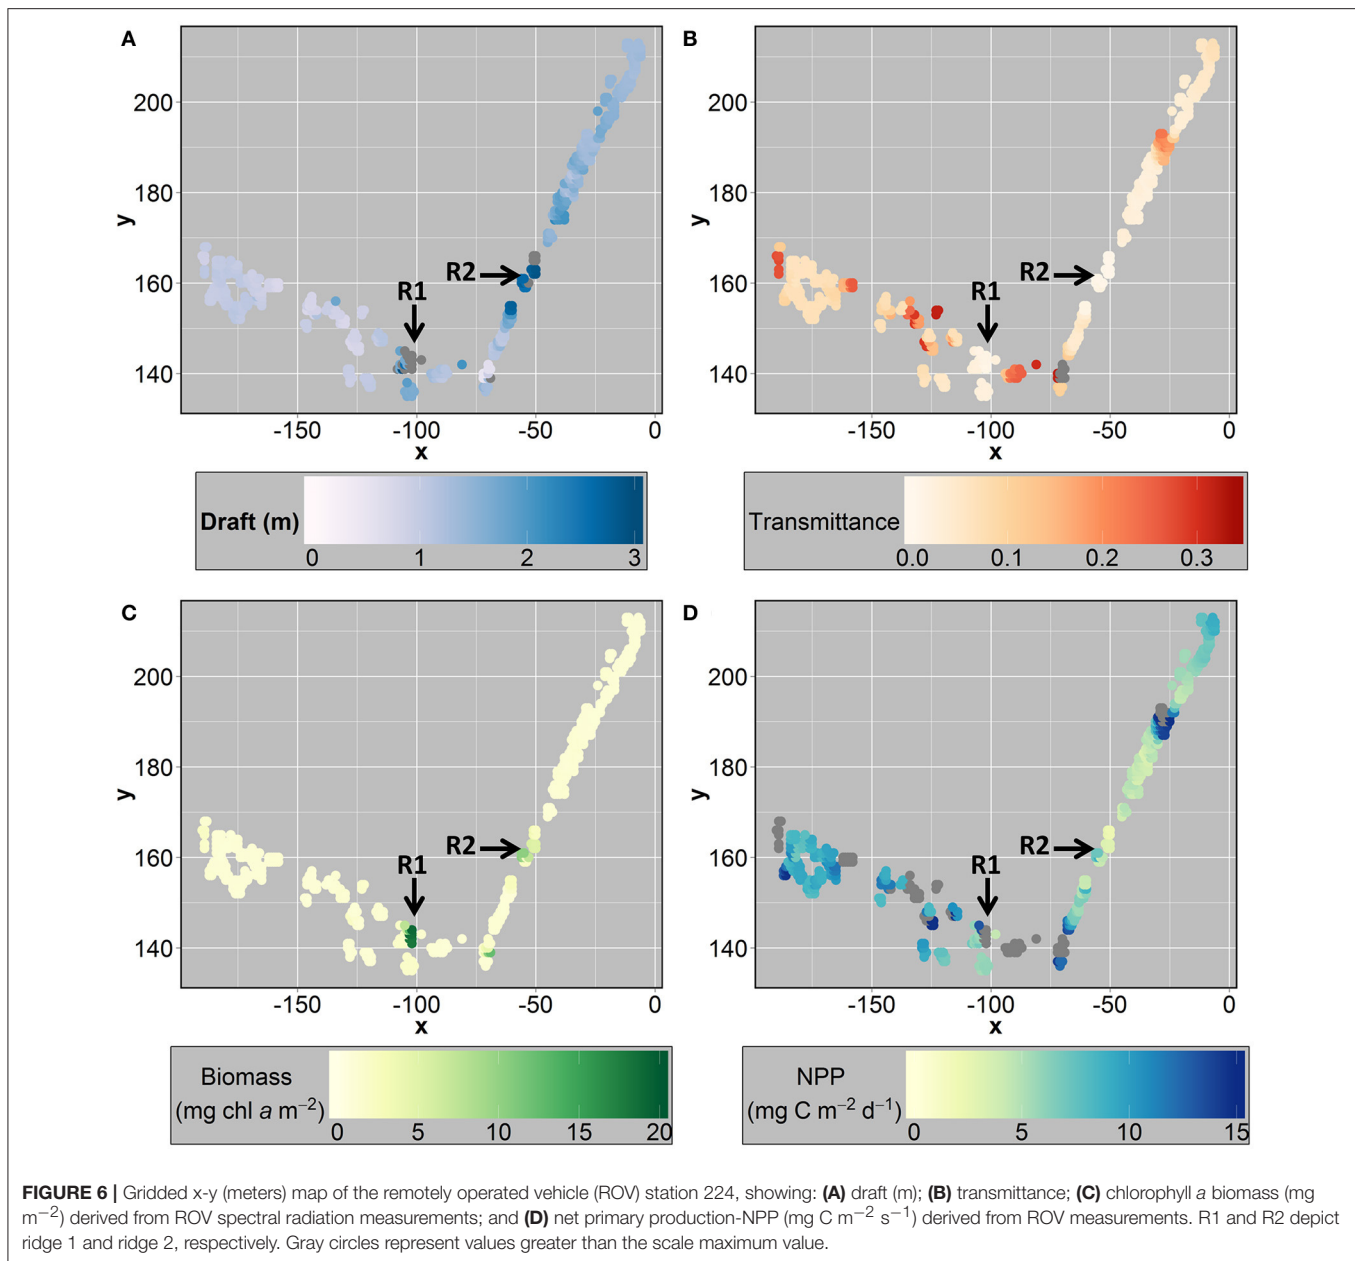 A
B
200
180
160
140
y
R2
R1
-150
-100
-50
0
x
200
180
160
140
y
R2
R1
-150
-100
-50
0
x
Draft (m)
0
1
2
3
Transmittance
0.0
0.1
0.2
0.3
C
D
200
180
160
140
y
R2
R1
-150
-100
-50
0
x
200
180
160
140
y
R2
R1
-150
-100
-50
0
x
Biomass
(mg chl a m−2)
0
5
10
15
20
NPP
(mg C m−2 d−1)
0
5
10
15
FIGURE 6 | Gridded x-y (meters) map of the remotely operated vehicle (ROV) station 224, showing: (A) draft (m); (B) transmittance; (C) chlorophyll a biomass (mg
m−2) derived from ROV spectral radiation measurements; and (D) net primary production-NPP (mg C m−2 s−1) derived from ROV measurements. R1 and R2 depict
ridge 1 and ridge 2, respectively. Gray circles represent values greater than the scale maximum value.